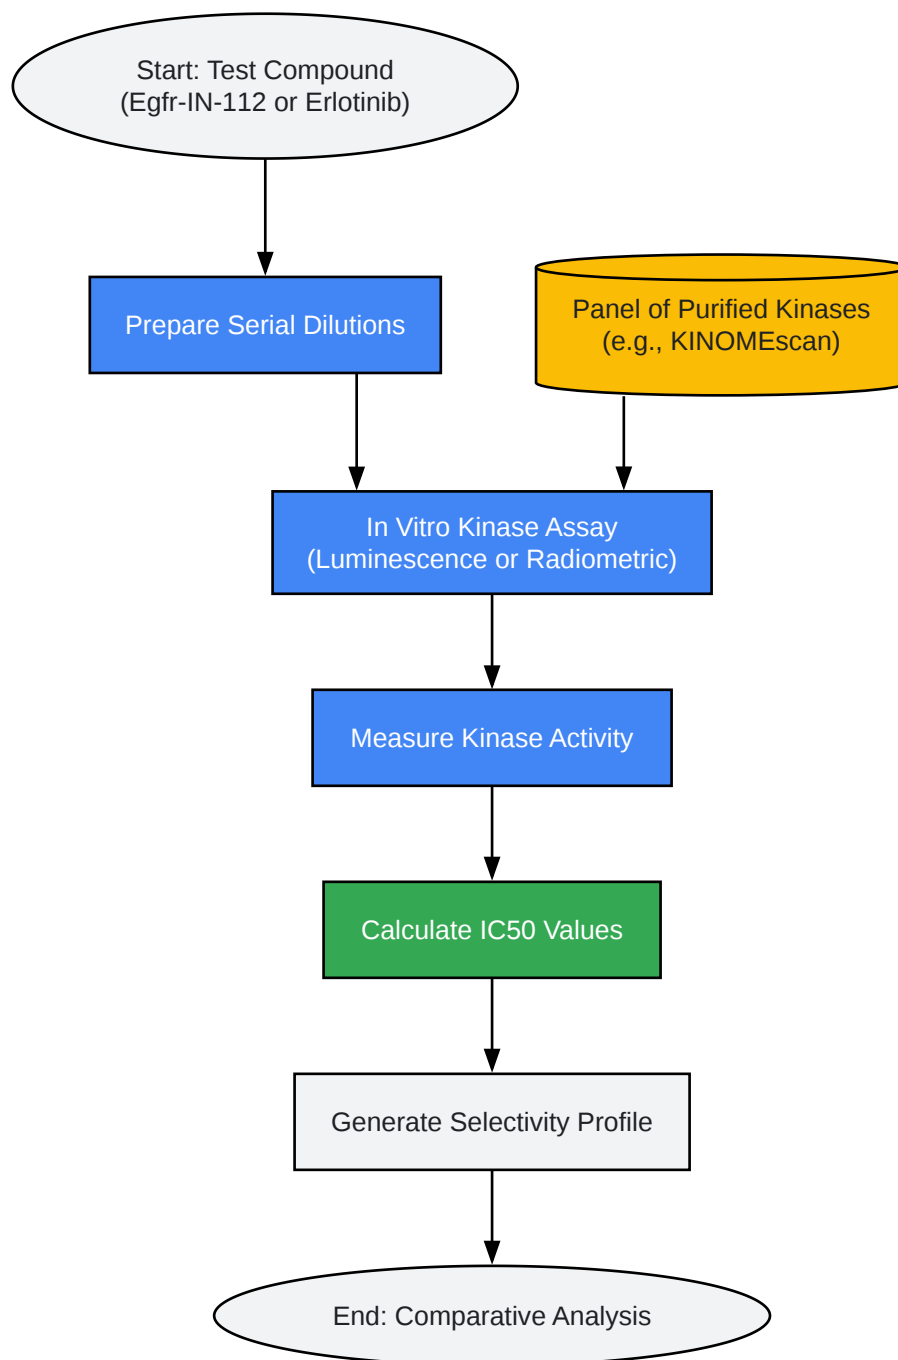 Start: Test Compound
(Egfr-IN-112 or Erlotinib)
Prepare Serial Dilutions
Panel of Purified Kinases
(e.g., KINOMEscan)
In Vitro Kinase Assay
(Luminescence or Radiometric)
Measure Kinase Activity
Calculate IC50 Values
Generate Selectivity Profile
End: Comparative Analysis